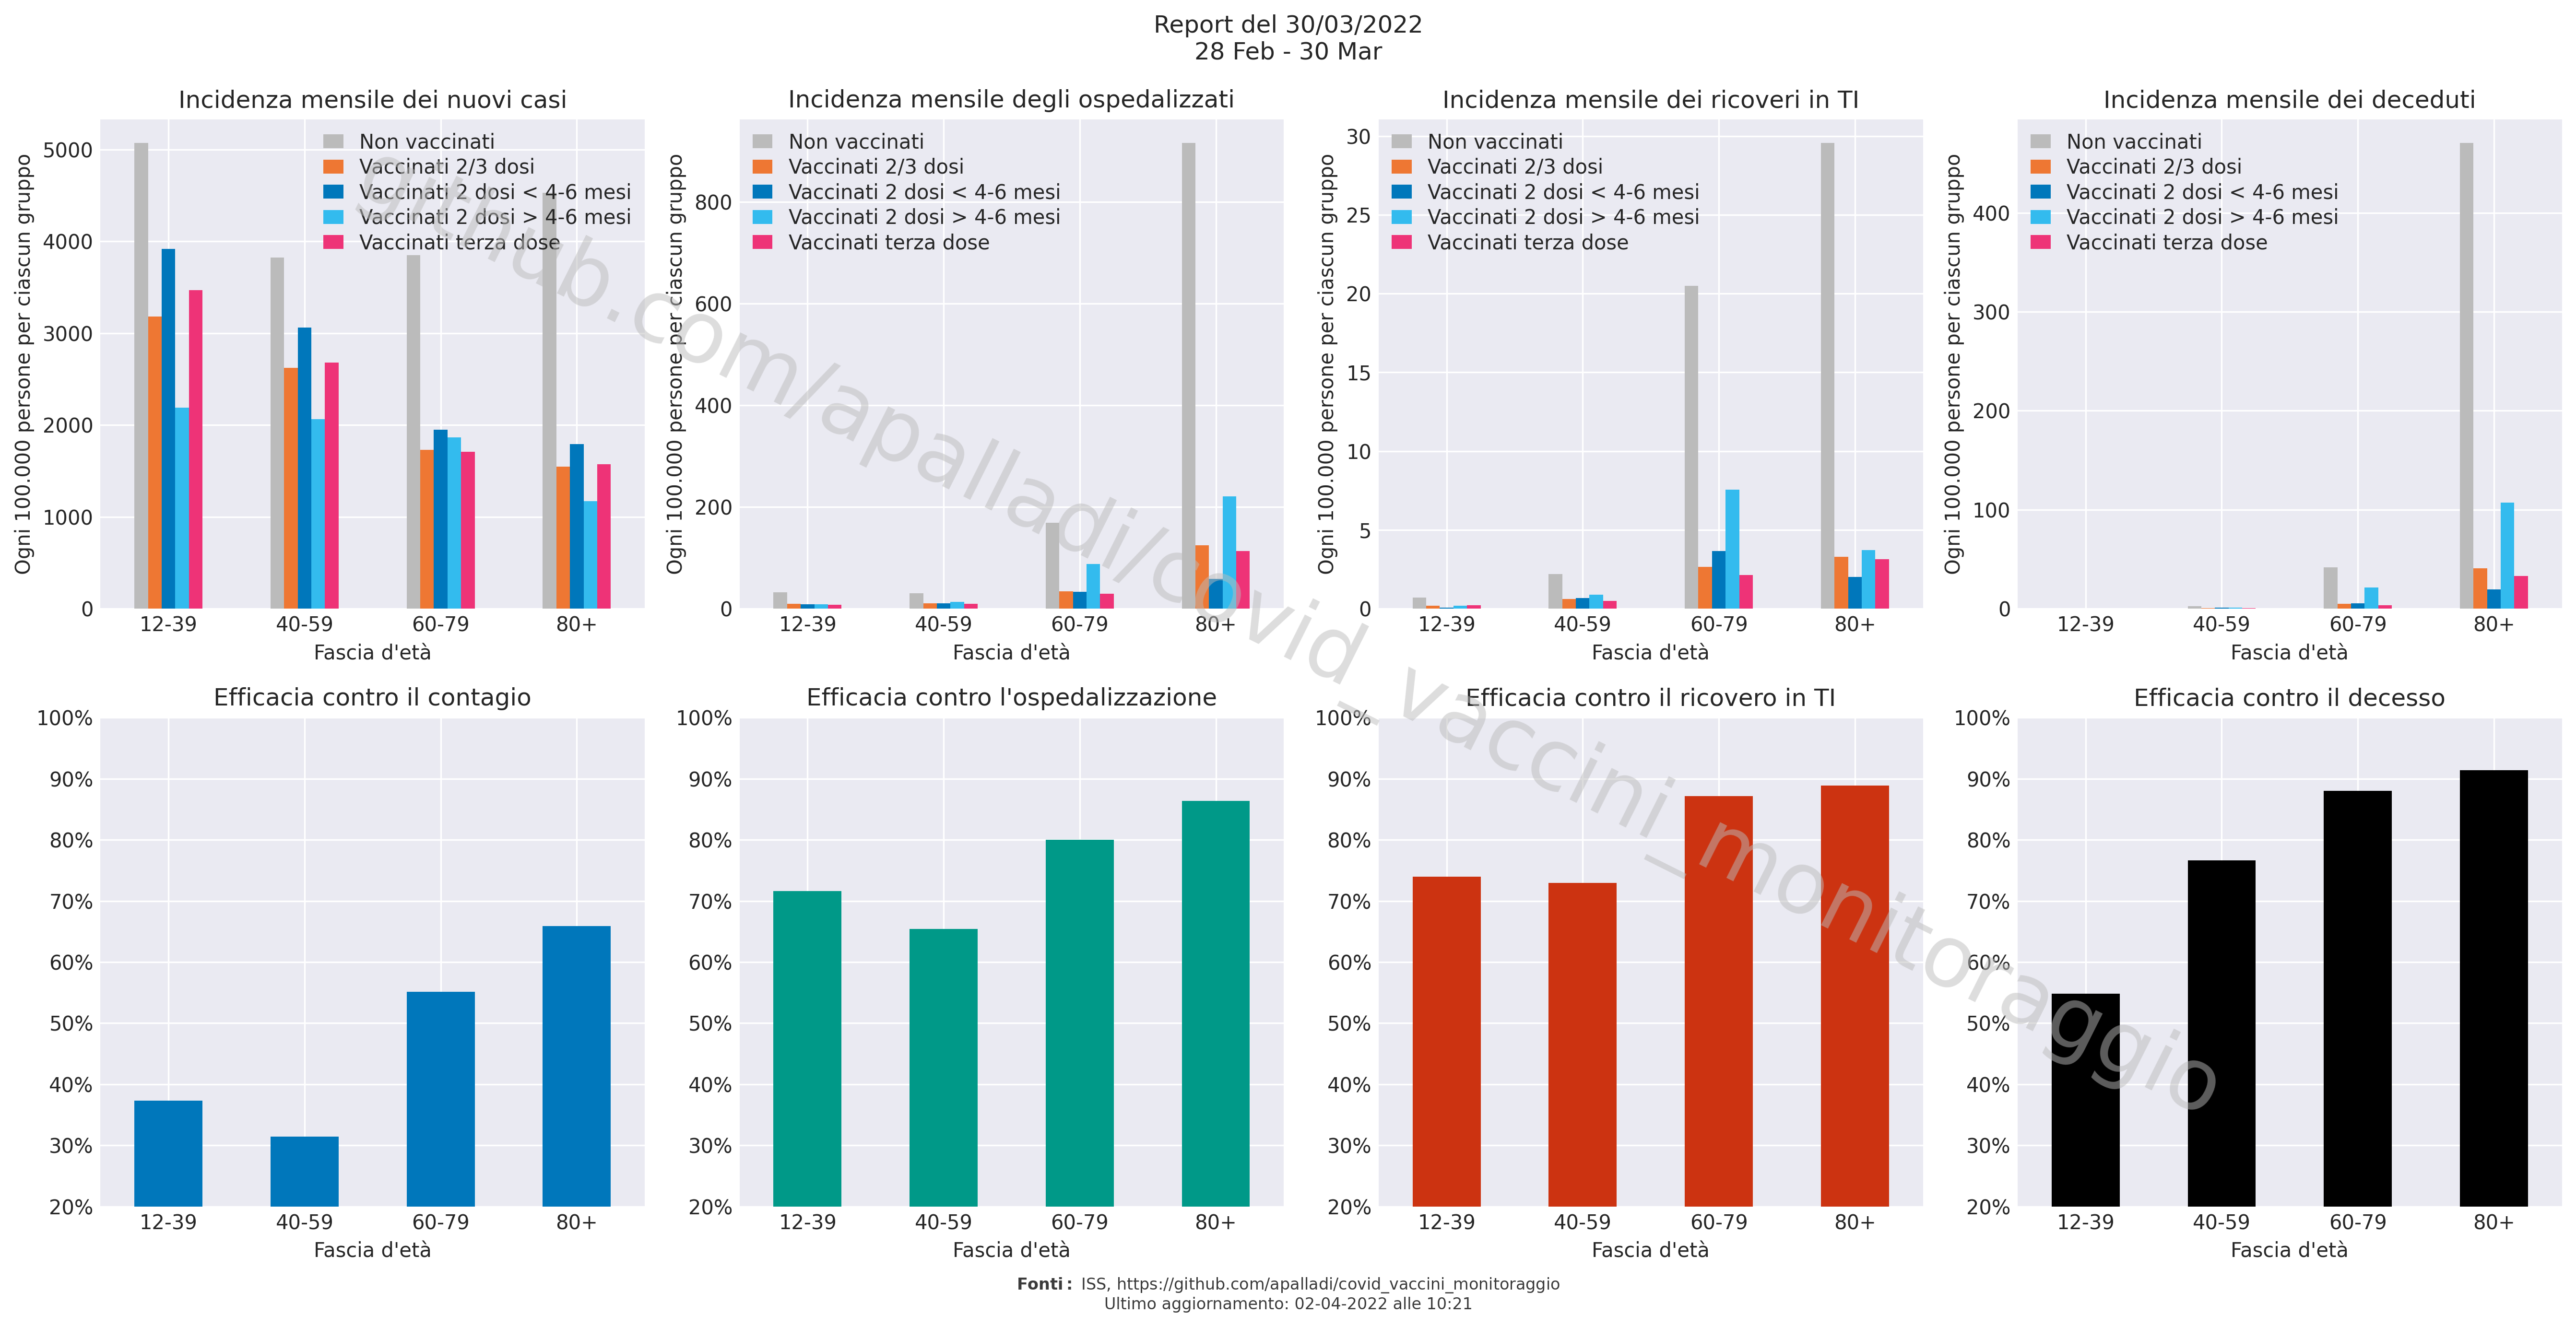 Report del 30/03/2022
28 Feb - 30 Mar
Incidenza mensile dei nuovi casi
Ogni 100.000 persone per ciascun gruppo
5000
4000
3000
2000
1000
0
Non vaccinati
Vaccinati 2/3 dosi
Vaccinati 2 dosi < 4-6 mesi
Vaccinati 2 dosi > 4-6 mesi
Vaccinati terza dose
12-39 40-59 60-79 80+
Fascia d'età
Incidenza mensile degli ospedalizzati
Ogni 100.000 persone per ciascun gruppo
800
600
400
200
0
Non vaccinati
Vaccinati 2/3 dosi
Vaccinati 2 dosi < 4-6 mesi
Vaccinati 2 dosi > 4-6 mesi
Vaccinati terza dose
12-39 40-59 60-79 80+
Fascia d'età
Incidenza mensile dei ricoveri in TI
Ogni 100.000 persone per ciascun gruppo
30
25
20
15
10
5
0
Non vaccinati
Vaccinati 2/3 dosi
Vaccinati 2 dosi < 4-6 mesi
Vaccinati 2 dosi > 4-6 mesi
Vaccinati terza dose
12-39 40-59 60-79 80+
Fascia d'età
Incidenza mensile dei deceduti
Ogni 100.000 persone per ciascun gruppo
400
300
200
100
0
Non vaccinati
Vaccinati 2/3 dosi
Vaccinati 2 dosi < 4-6 mesi
Vaccinati 2 dosi > 4-6 mesi
Vaccinati terza dose
12-39 40-59 60-79 80+
Fascia d'età
Efficacia contro il contagio
100%
90%
80%
70%
60%
50%
40%
30%
20%
12-39 40-59 60-79 80+
Fascia d'età
Efficacia contro l'ospedalizzazione
100%
90%
80%
70%
60%
50%
40%
30%
20%
12-39 40-59 60-79 80+
Fascia d'età
Efficacia contro il ricovero in TI
100%
90%
80%
70%
60%
50%
40%
30%
20%
12-39 40-59 60-79 80+
Fascia d'età
Efficacia contro il decesso
100%
90%
80%
70%
60%
50%
40%
30%
20%
12-39 40-59 60-79 80+
Fascia d'età
github.com/apalladi/covid_vaccini_monitoraggio
Fonti: ISS, https://github.com/apalladi/covid_vaccini_monitoraggio
Ultimo aggiornamento: 02-04-2022 alle 10:21